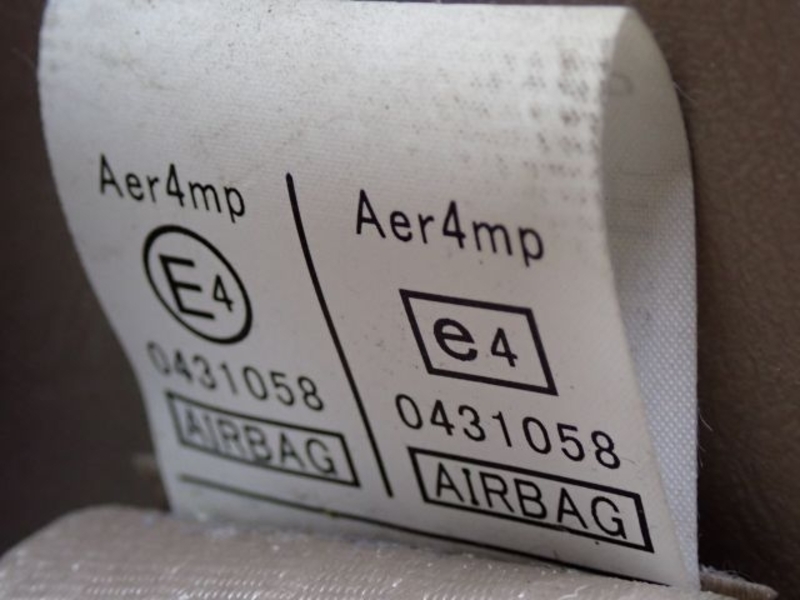 Aer4mp
E4
0431058
AIRBAG
Aer4mp
e4
0431058
AIRBAG